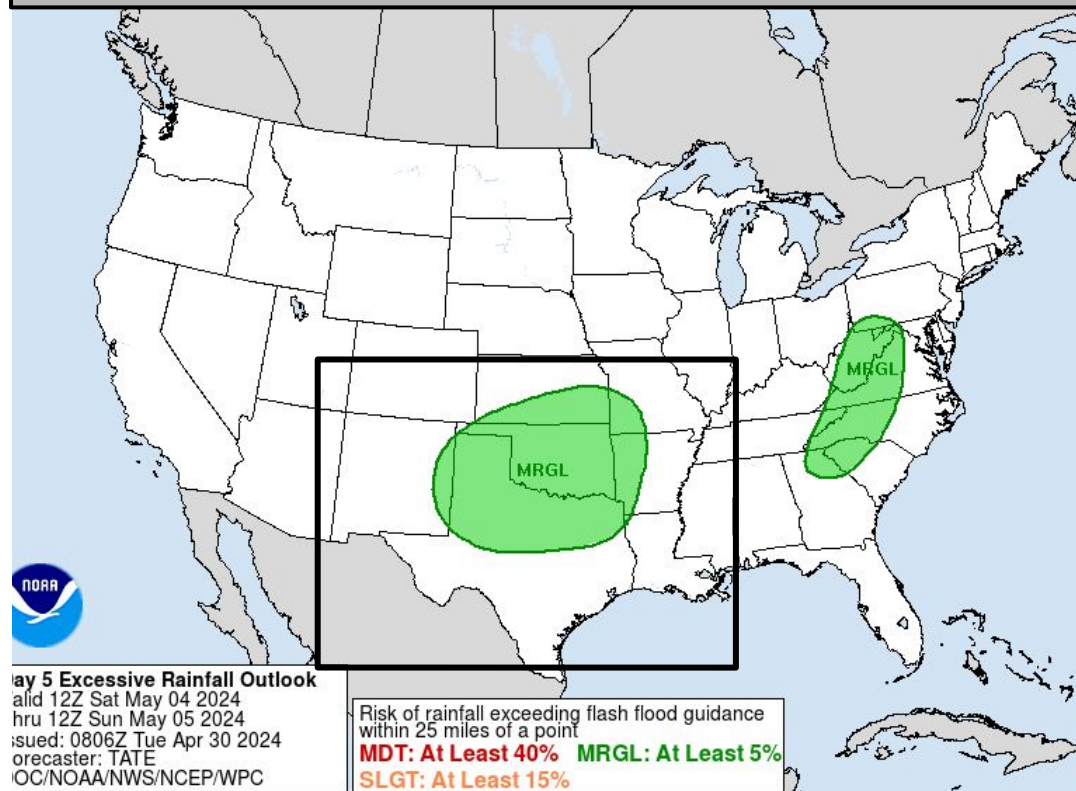 MRGL
MRGL
NOAA
ay 5 Excessive Rainfall Outlook
alid 12Z Sat May 04 2024
hru 12Z Sun May 05 2024
ssued: 0806Z Tue Apr 30 2024
orecaster: TATE
DOC/NOAA/NWS/NCEP/WPC
Risk of rainfall exceeding flash flood guidance
within 25 miles of a point
MDT: At Least 40% MRGL: At Least 5%
SLGT: At Least 15%